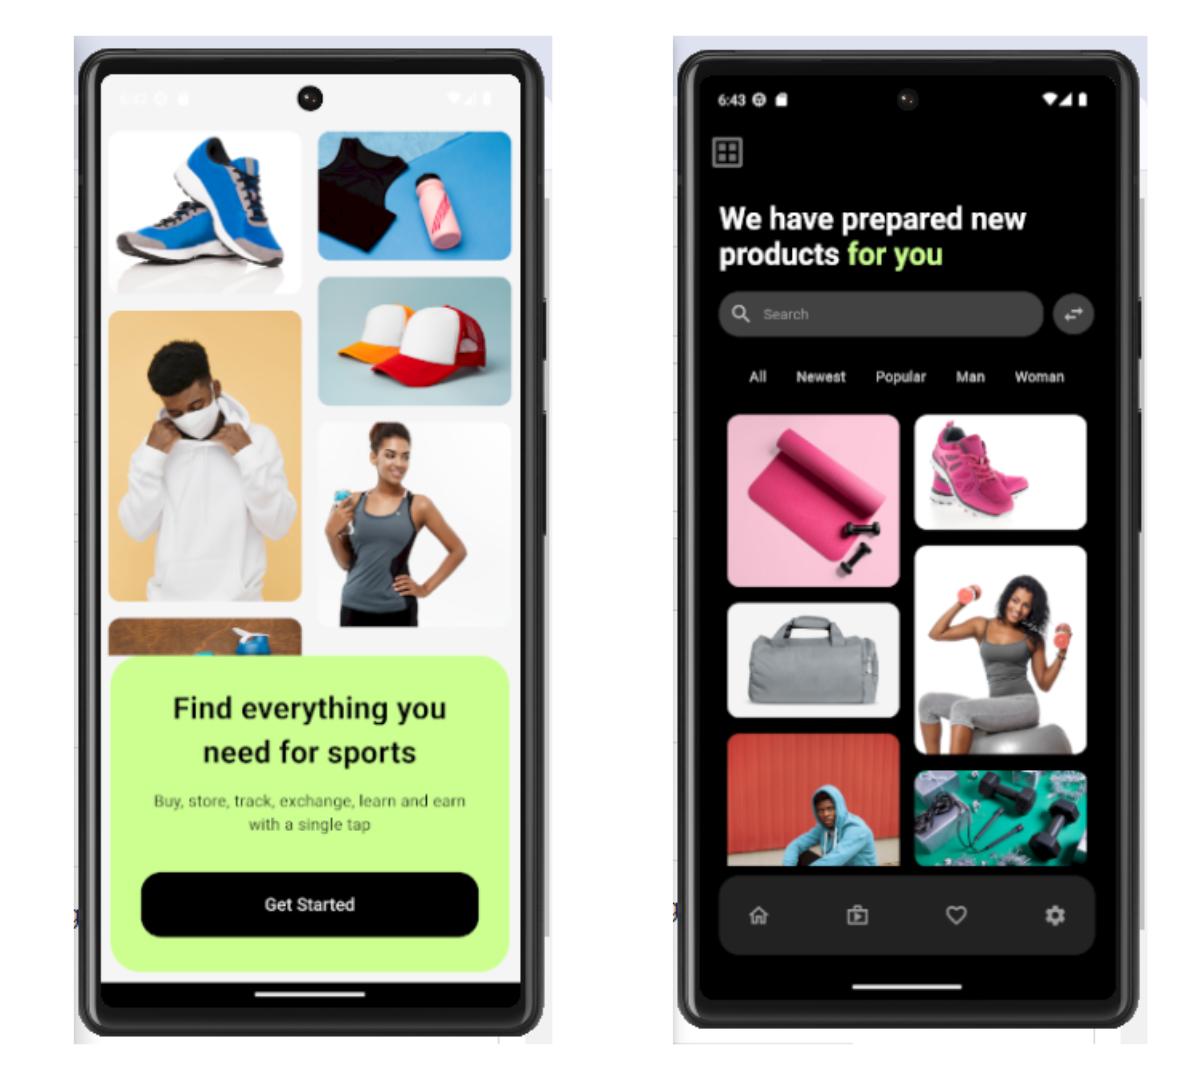 Find everything you
need for sports
Buy, store, track, exchange, learn and earn
with a single tap
Get Started
6:43
We have prepared new
products for you
Search
All Newest Popular Man Woman